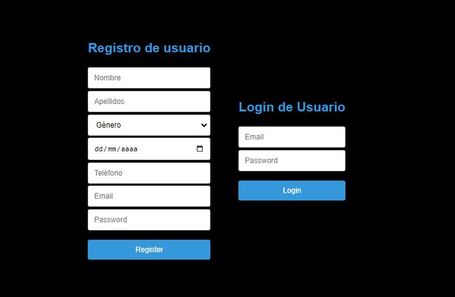 Registro de usuario
Nombre
Apellidos
Género
dd/mm/aaaa
Teléfono
Email
Password
Register
Login de Usuario
Email
Password
Login